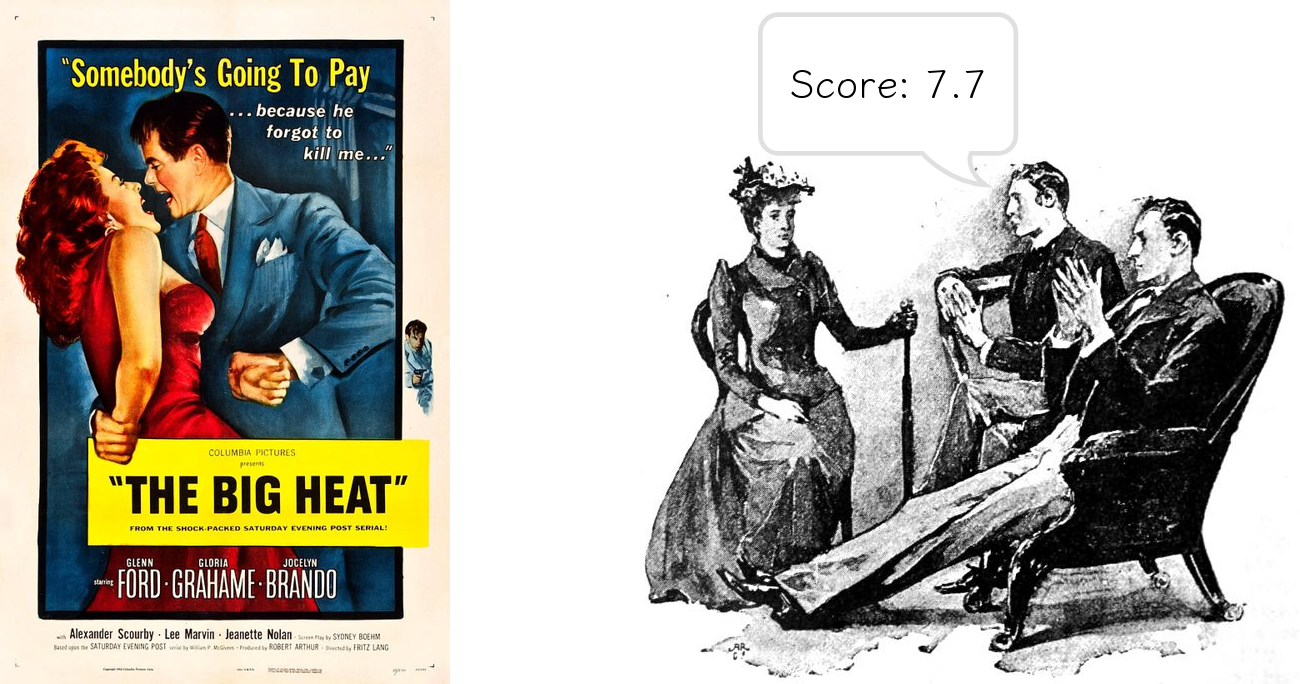 "Somebody's Going To Pay
...because he
forgot to
kill me..."
COLUMBIA PICTURES
presents
"THE BIG HEAT"
FROM THE SHOCK-PACKED SATURDAY EVENING POST SERIAL!
starring GLENN FORD · GLORIA GRAHAME · JOCELYN BRANDO
with Alexander Scourby · Lee Marvin · Jeanette Nolan · Screen Play by SYDNEY BOEHM
Based upon the SATURDAY EVENING POST serial by William P. McGivern · Produced by ROBERT ARTHUR · Directed by FRITZ LANG
Score: 7.7